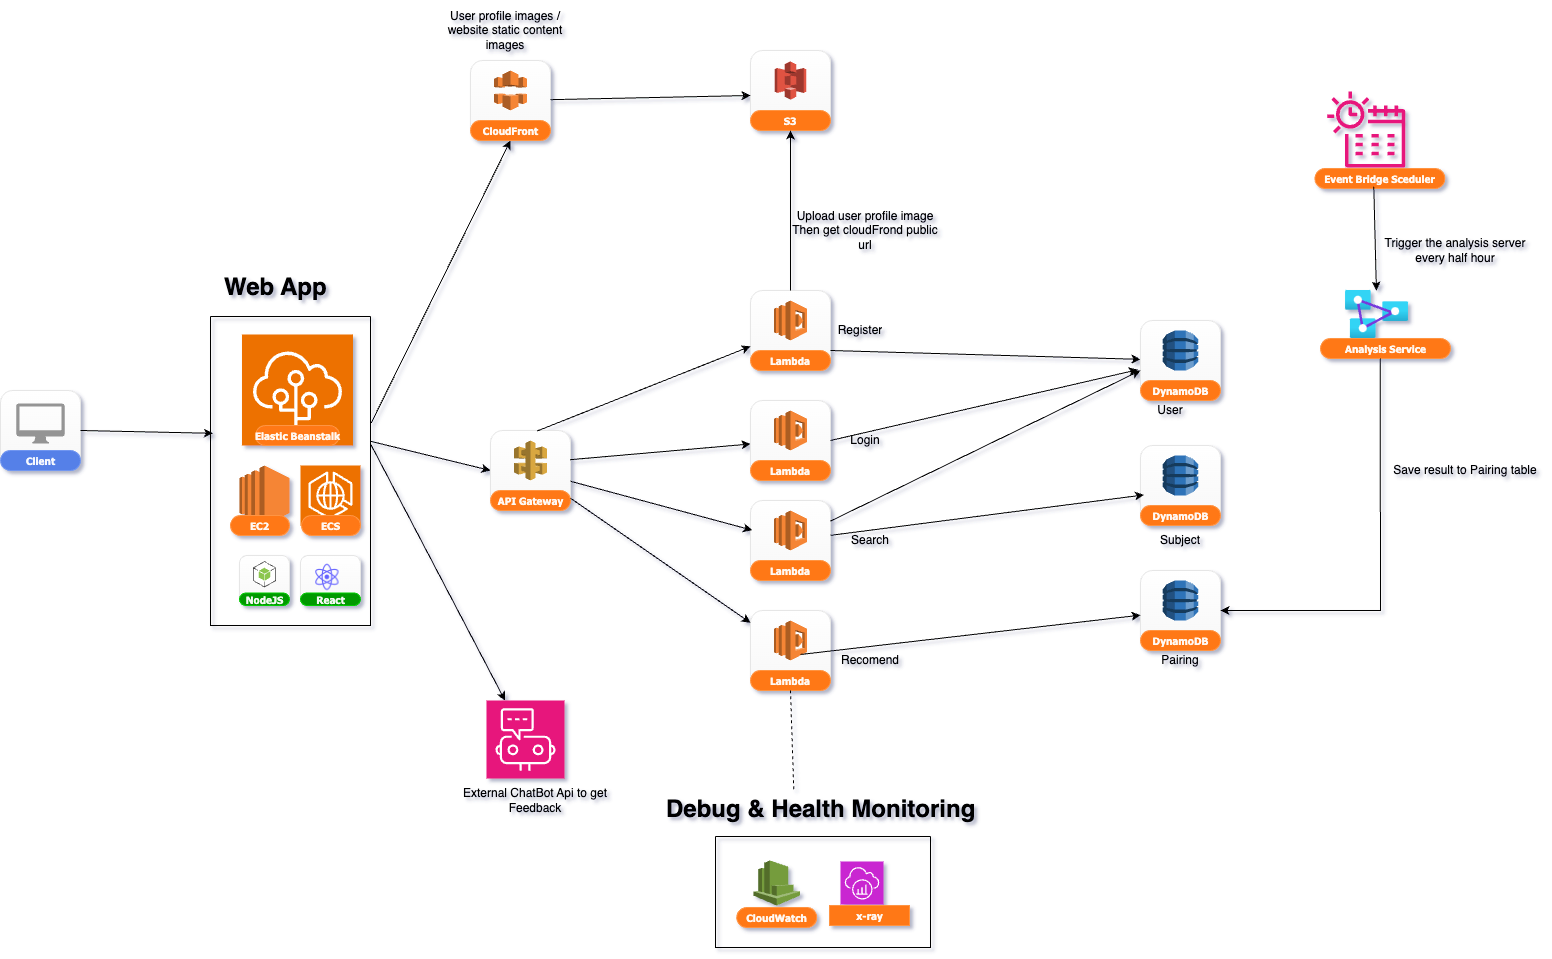 User profile images /
website static content
images
CloudFront
S3
Event Bridge Sceduler
Upload user profile image
Then get cloudFrond public
url
Trigger the analysis server
every half hour
Web App
Elastic Beanstalk
EC2
ECS
NodeJS
React
Client
API Gateway
Lambda
Register
Lambda
Login
Lambda
Search
Lambda
Recomend
DynamoDB
User
DynamoDB
Subject
DynamoDB
Pairing
Analysis Service
Save result to Pairing table
External ChatBot Api to get
Feedback
Debug & Health Monitoring
CloudWatch
x-ray